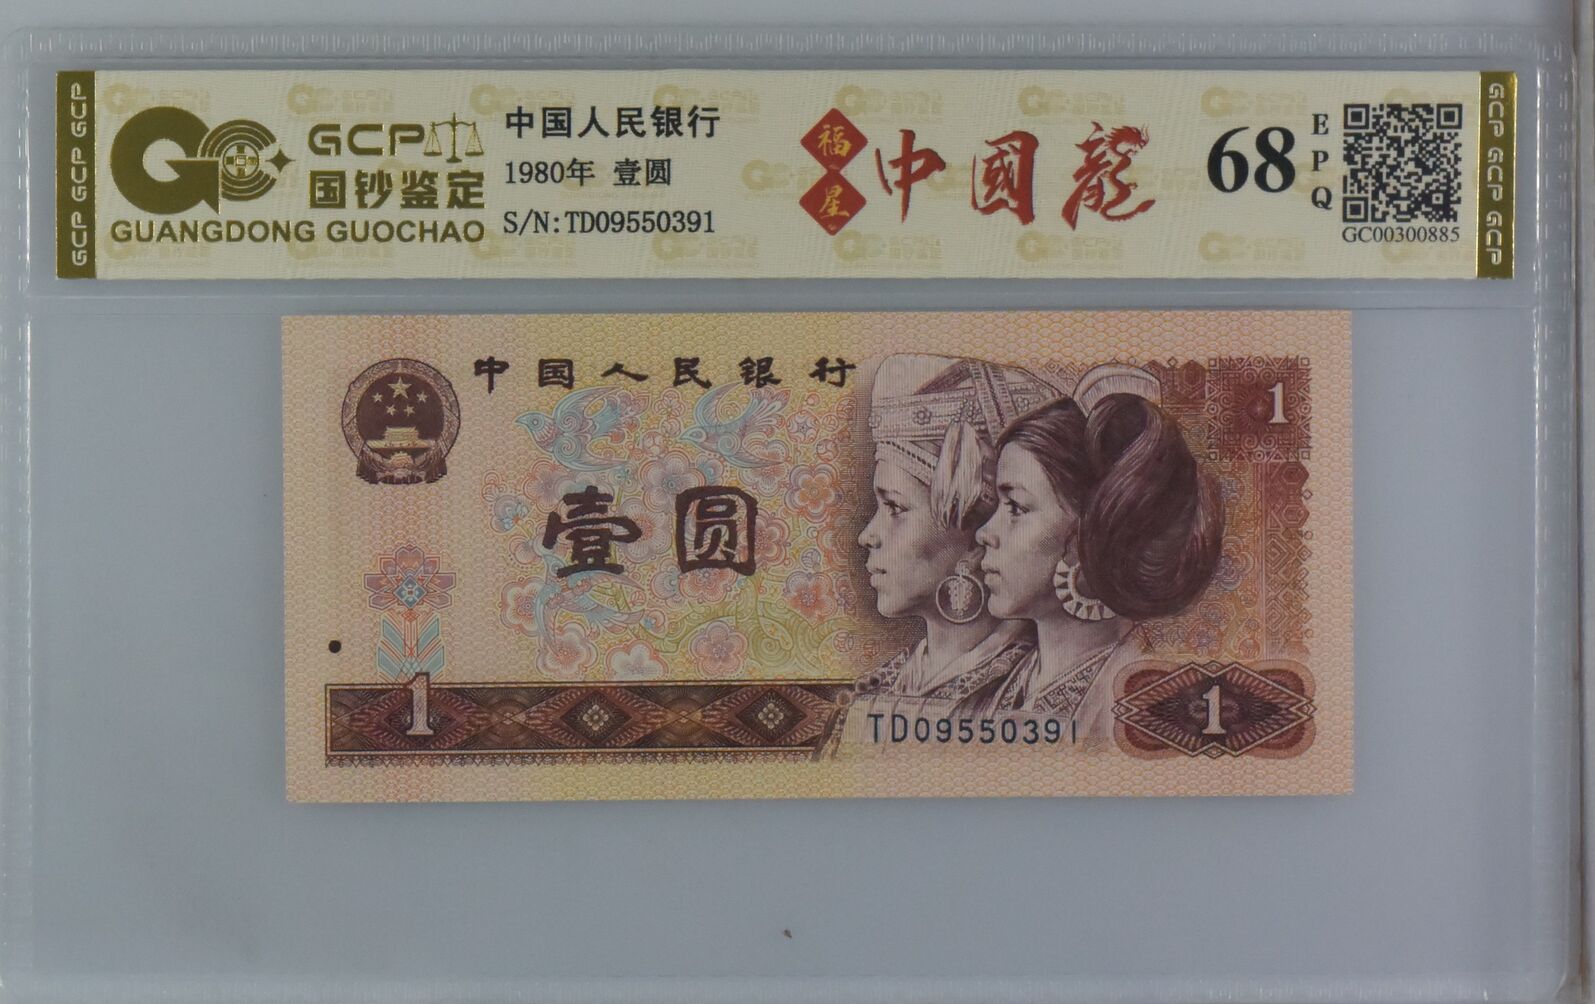 GCP GCP GCP
GCP
国钞鉴定
GUANGDONG GUOCHAO
中国人民银行
1980年 壹圆
S/N:TD09550391
福星
中國龍
68
EPQ
GC00300885
GCP GCP GCP
中国人民银行
1
壹圆
1
TD09550391
1